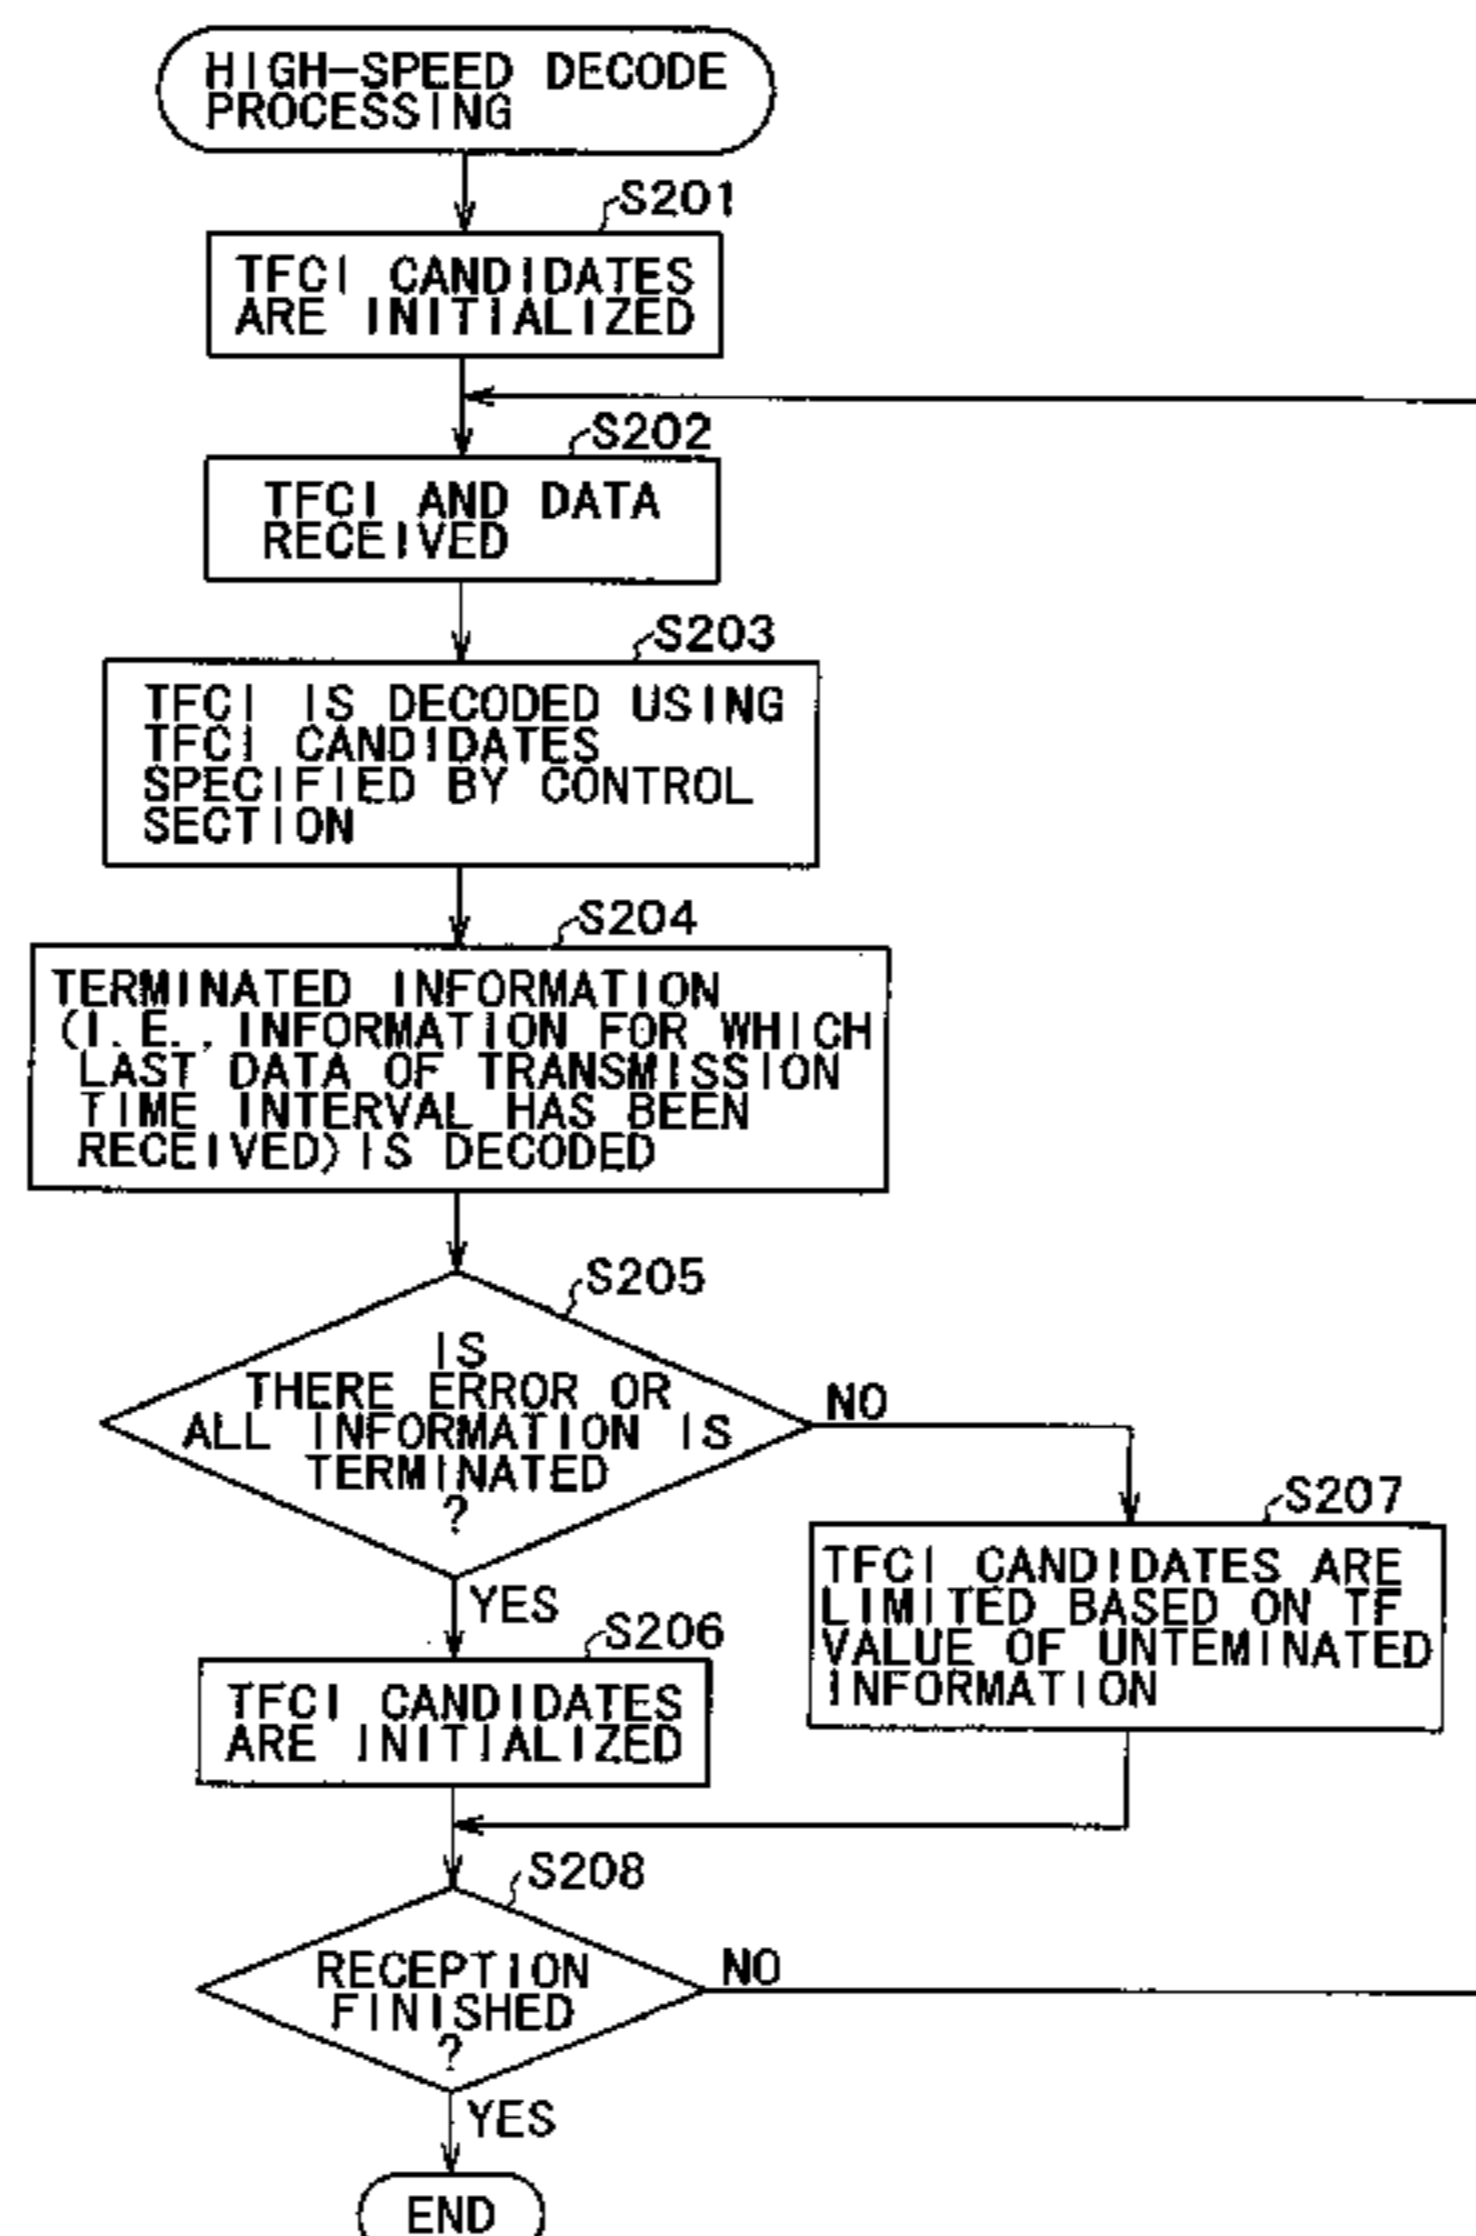 HIGH-SPEED DECODE
PROCESSING
S201
TFCI CANDIDATES
ARE INITIALIZED
S202
TFCI AND DATA
RECEIVED
S203
TFCI IS DECODED USING
TFCI CANDIDATES
SPECIFIED BY CONTROL
SECTION
S204
TERMINATED INFORMATION
(I.E., INFORMATION FOR WHICH
LAST DATA OF TRANSMISSION
TIME INTERVAL HAS BEEN
RECEIVED) IS DECODED
S205
IS
THERE ERROR OR
ALL INFORMATION IS
TERMINATED
?
NO
YES
S207
TFCI CANDIDATES ARE
LIMITED BASED ON TF
VALUE OF UNTEMINATED
INFORMATION
S206
TFCI CANDIDATES
ARE INITIALIZED
S208
RECEPTION
FINISHED
?
NO
YES
END